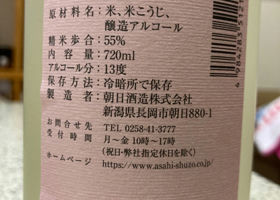 原材料名：米、米こうじ、
醸造アルコール
精米歩合：55%
内容量：720ml
アルコール分：13度
保存方法：冷暗所で保存
製造者：朝日酒造株式会社、
新潟県長岡市朝日880-1
お問合せ先 0258-41-3777
受付時間 月～金 10時～17時
(祝日・弊社指定休日を除く)
ホームページ https://www.asahi-shuzo.co.jp/